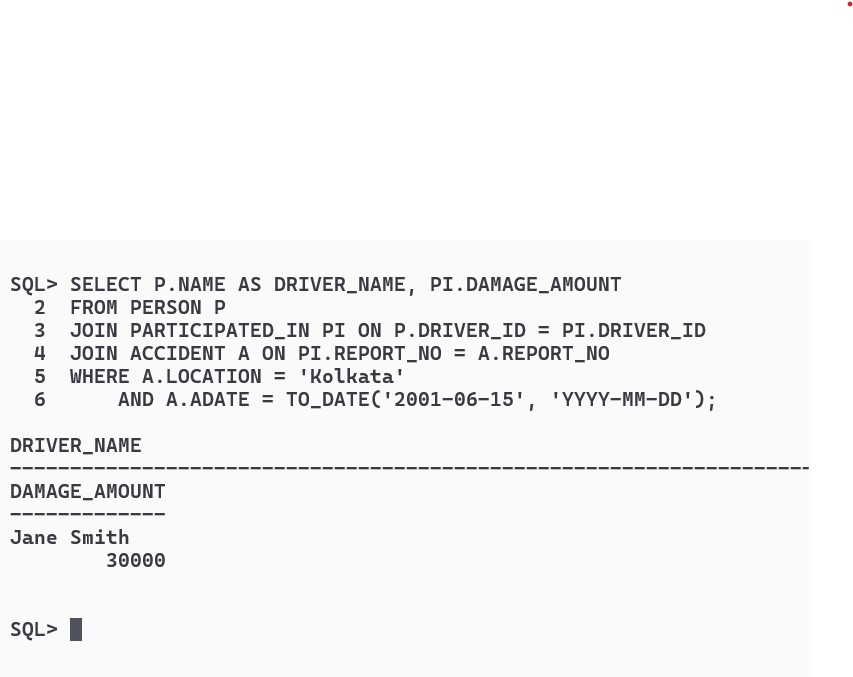 SQL> SELECT P.NAME AS DRIVER_NAME, PI.DAMAGE_AMOUNT
  2  FROM PERSON P
  3  JOIN PARTICIPATED_IN PI ON P.DRIVER_ID = PI.DRIVER_ID
  4  JOIN ACCIDENT A ON PI.REPORT_NO = A.REPORT_NO
  5  WHERE A.LOCATION = 'Kolkata'
  6      AND A.ADATE = TO_DATE('2001-06-15', 'YYYY-MM-DD');
DRIVER_NAME
-------------------------------------------------------------------
DAMAGE_AMOUNT
-------------
Jane Smith
        30000
SQL>